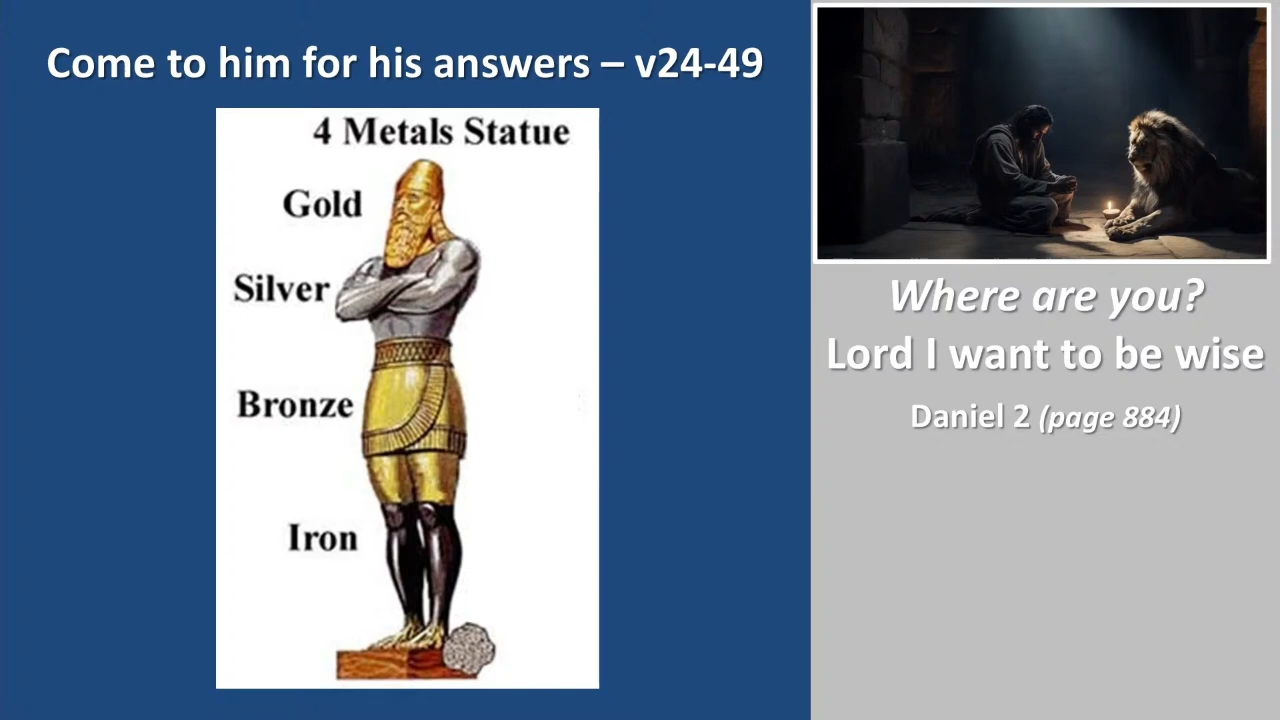 Come to him for his answers – v24-49
4 Metals Statue
Gold
Silver
Bronze
Iron
Where are you?
Lord I want to be wise
Daniel 2 (page 884)